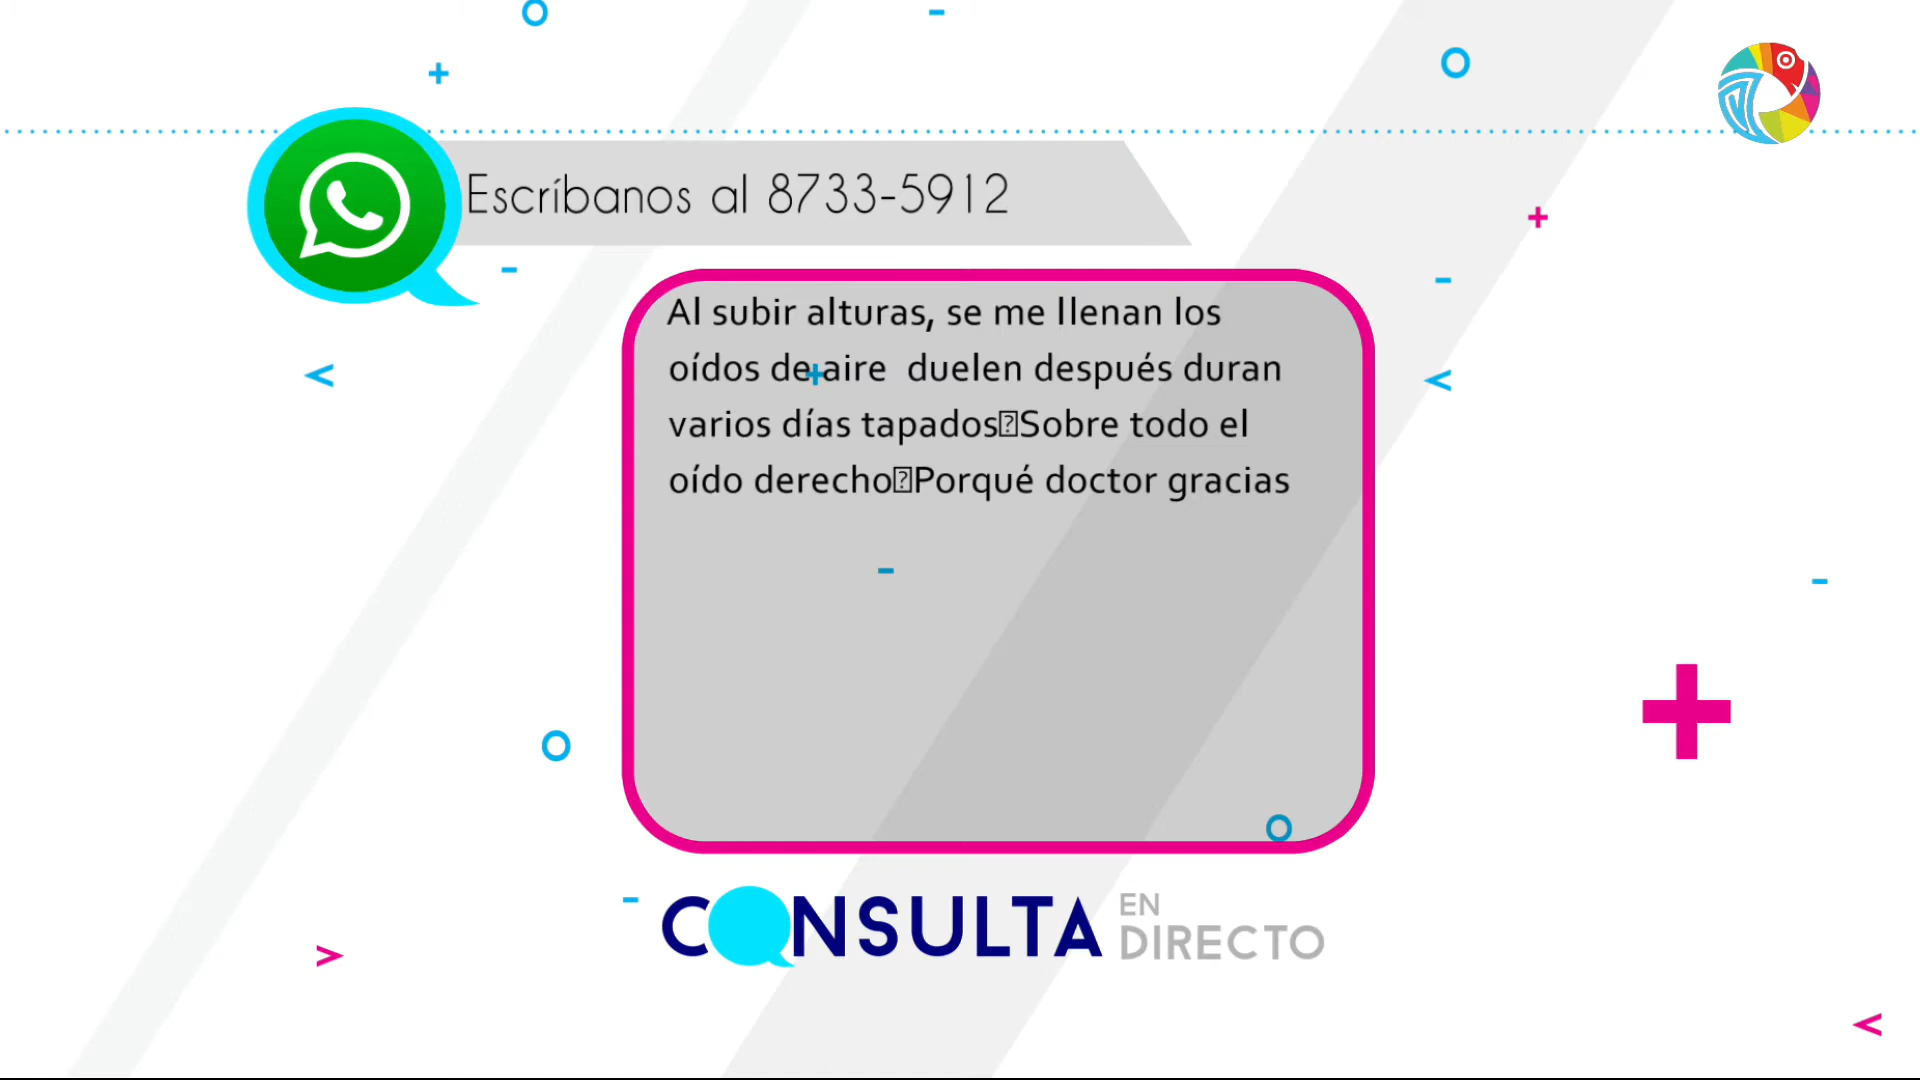 Escríbanos al 8733-5912
Al subir alturas, se me llenan los
oídos de aire  duelen después duran
varios días tapados⍰Sobre todo el
oído derecho⍰Porqué doctor gracias
CONSULTA EN
DIRECTO